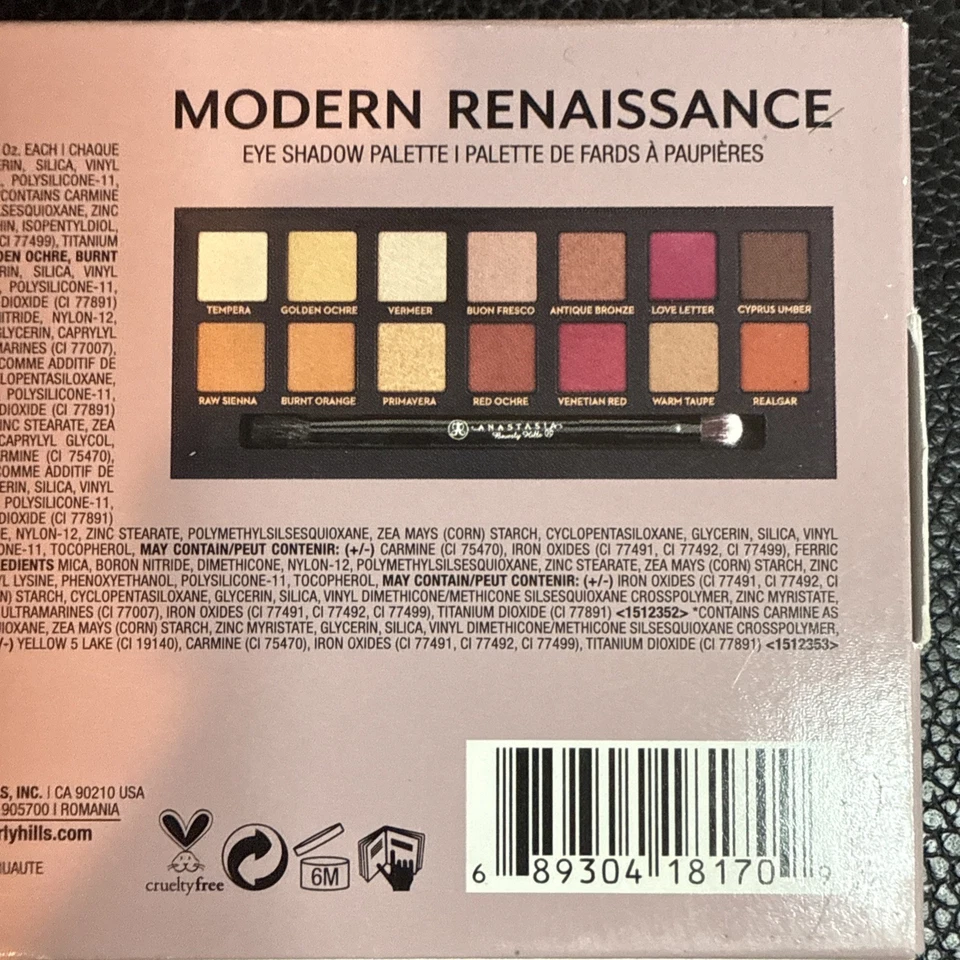 MODERN RENAISSANCE
EYE SHADOW PALETTE | PALETTE DE FARDS À PAUPIÈRES
TEMPERA GOLDEN OCHRE VERMEER BUON FRESCO ANTIQUE BRONZE LOVE LETTER CYPRUS UMBER
RAW SIENNA BURNT ORANGE PRIMAVERA RED OCHRE VENETIAN RED WARM TAUPE REALGAR
ANASTASIA
Beverly Hills
Oz. EACH | CHAQUE
ERIN, SILICA, VINYL
, POLYSILICONE-11,
*CONTAINS CARMINE
SESQUIOXANE, ZINC
HIN, ISOPENTYLDIOL,
CI 77499), TITANIUM
DEN OCHRE, BURNT
RIN, SILICA, VINYL
POLYSILICONE-11,
DIOXIDE (CI 77891)
NITRIDE, NYLON-12,
GLYCERIN, CAPRYLYL
MARINES (CI 77007),
COMME ADDITIF DE
LOPENTASILOXANE,
POLYSILICONE-11,
DIOXIDE (CI 77891)
INC STEARATE, ZEA
CAPRYLYL GLYCOL,
RMINE (CI 75470),
COMME ADDITIF DE
ERIN, SILICA, VINYL
POLYSILICONE-11,
DIOXIDE (CI 77891)
E, NYLON-12, ZINC STEARATE, POLYMETHYLSILSESQUIOXANE, ZEA MAYS (CORN) STARCH, CYCLOPENTASILOXANE, GLYCERIN, SILICA, VINYL
ONE-11, TOCOPHEROL, MAY CONTAIN/PEUT CONTENIR: (+/-) CARMINE (CI 75470), IRON OXIDES (CI 77491, CI 77492, CI 77499), FERRIC
REDIENTS MICA, BORON NITRIDE, DIMETHICONE, NYLON-12, POLYMETHYLSILSESQUIOXANE, ZINC STEARATE, ZEA MAYS (CORN) STARCH, ZINC
YL LYSINE, PHENOXYETHANOL, POLYSILICONE-11, TOCOPHEROL, MAY CONTAIN/PEUT CONTENIR: (+/-) IRON OXIDES (CI 77491, CI 77492, CI
N) STARCH, CYCLOPENTASILOXANE, GLYCERIN, SILICA, VINYL DIMETHICONE/METHICONE SILSESQUIOXANE CROSSPOLYMER, ZINC MYRISTATE,
ULTRAMARINES (CI 77007), IRON OXIDES (CI 77491, CI 77492, CI 77499), TITANIUM DIOXIDE (CI 77891) <1512352> *CONTAINS CARMINE AS
IOXANE, ZEA MAYS (CORN) STARCH, ZINC MYRISTATE, GLYCERIN, SILICA, VINYL DIMETHICONE/METHICONE SILSESQUIOXANE CROSSPOLYMER,
/-) YELLOW 5 LAKE (CI 19140), CARMINE (CI 75470), IRON OXIDES (CI 77491, CI 77492, CI 77499), TITANIUM DIOXIDE (CI 77891) <1512353>
S, INC. | CA 90210 USA
905700 | ROMANIA
rlyhills.com
RUAUTE
crueltyfree
6M
6 89304 18170 9